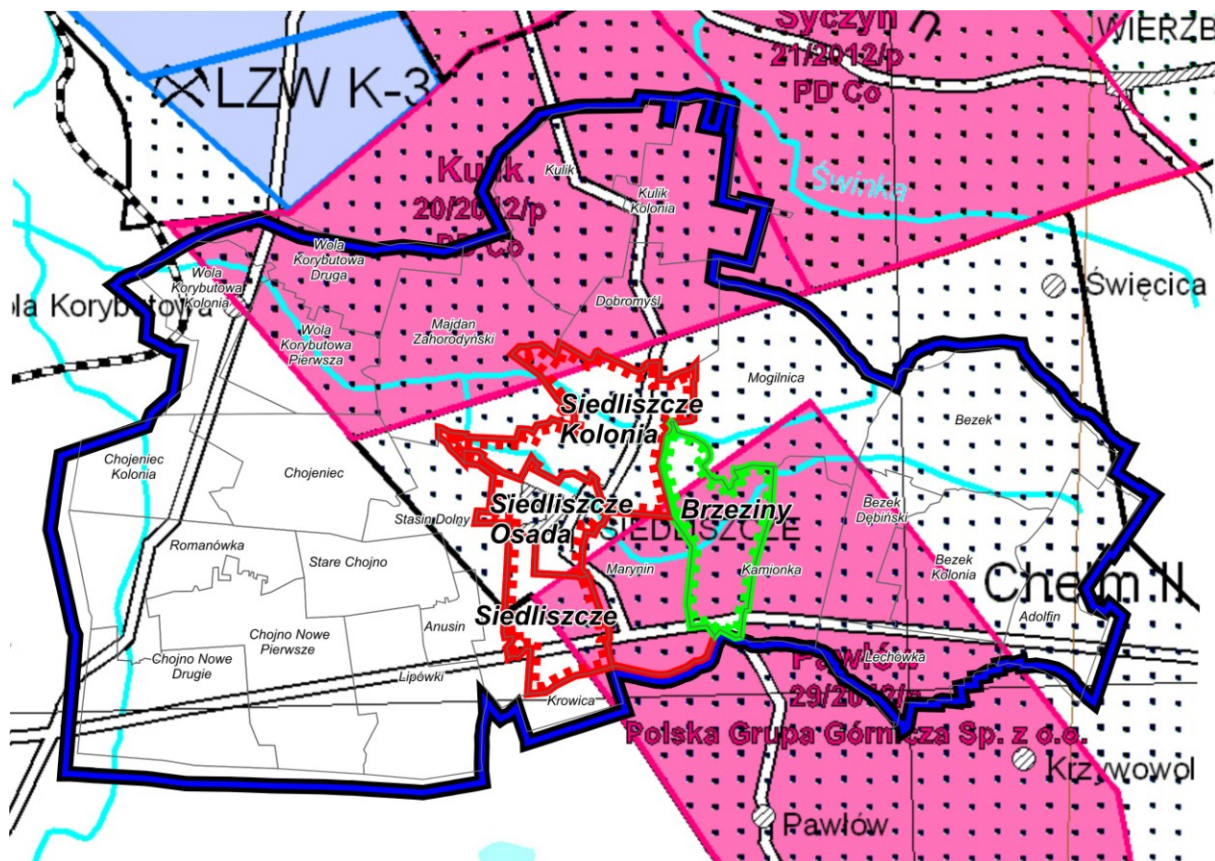 Syczyn
21/2012/p
PD Co
n
WIERZB
LZW K-3
Kulik
20/2012/p
PD Co
Kulik
Kulik
Kolonia
Świnka
Wola
Korybutowa
Druga
Wola
Korybutowa
Kolonia
Święcica
ola Korybutowa
Dobromyśl
Wola
Korybutowa
Pierwsza
Majdan
Zahorodyński
Mogilnica
Siedliszcze
Kolonia
Bezek
Chojeniec
Kolonia
Chojeniec
Siedliszcze
Osada
Brzeziny
Bezek
Dębiński
Stasin Dolny
SIEDLISZCZE
Romanówka
Stare Chojno
Marynin
Kamionka
Bezek
Kolonia
Chełm II
Siedliszcze
Adolfin
Anusin
Chojno Nowe
Pierwsze
Chojno Nowe
Drugie
Lipówki
Lechówka
Pawłów
29/2012/p
Polska Grupa Górnicza Sp. z o.o.
Krowica
Krzywowol
Pawłów